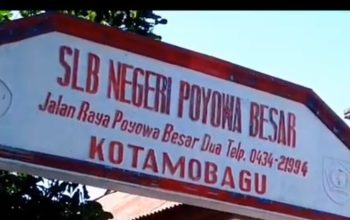 SLB NEGERI POYOWA BESAR
Jalan Raya Poyowa Besar Dua Telp. 0434-21994
KOTAMOBAGU